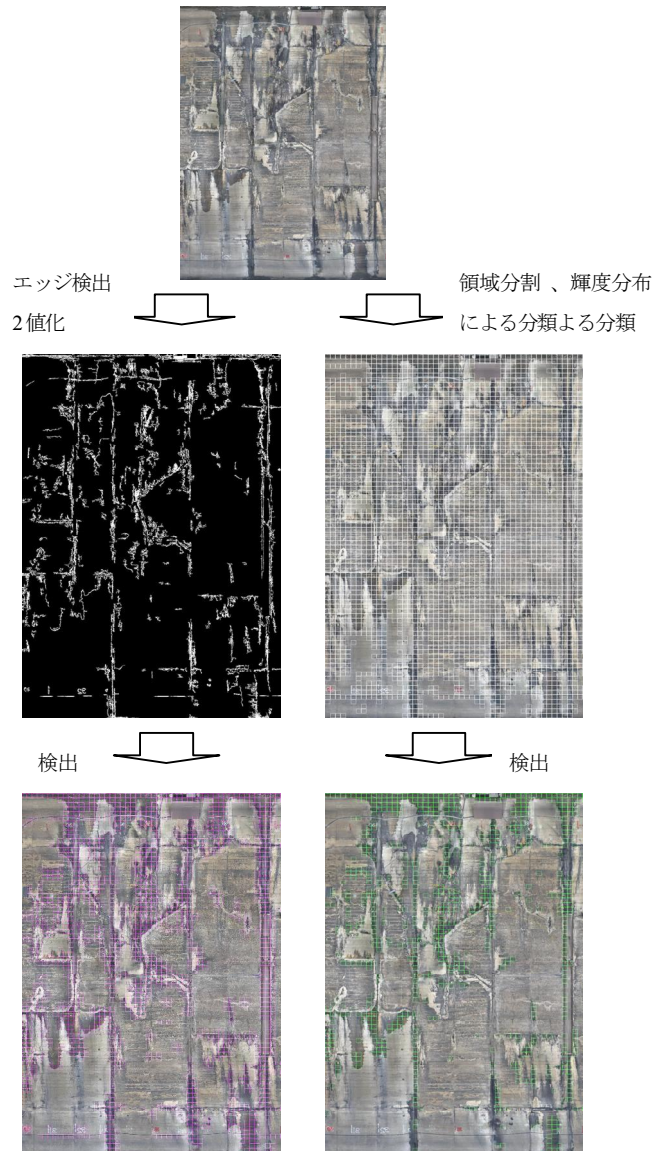 エッジ検出
2値化
領域分割 、輝度分布
による分類よる分類
検出
検出